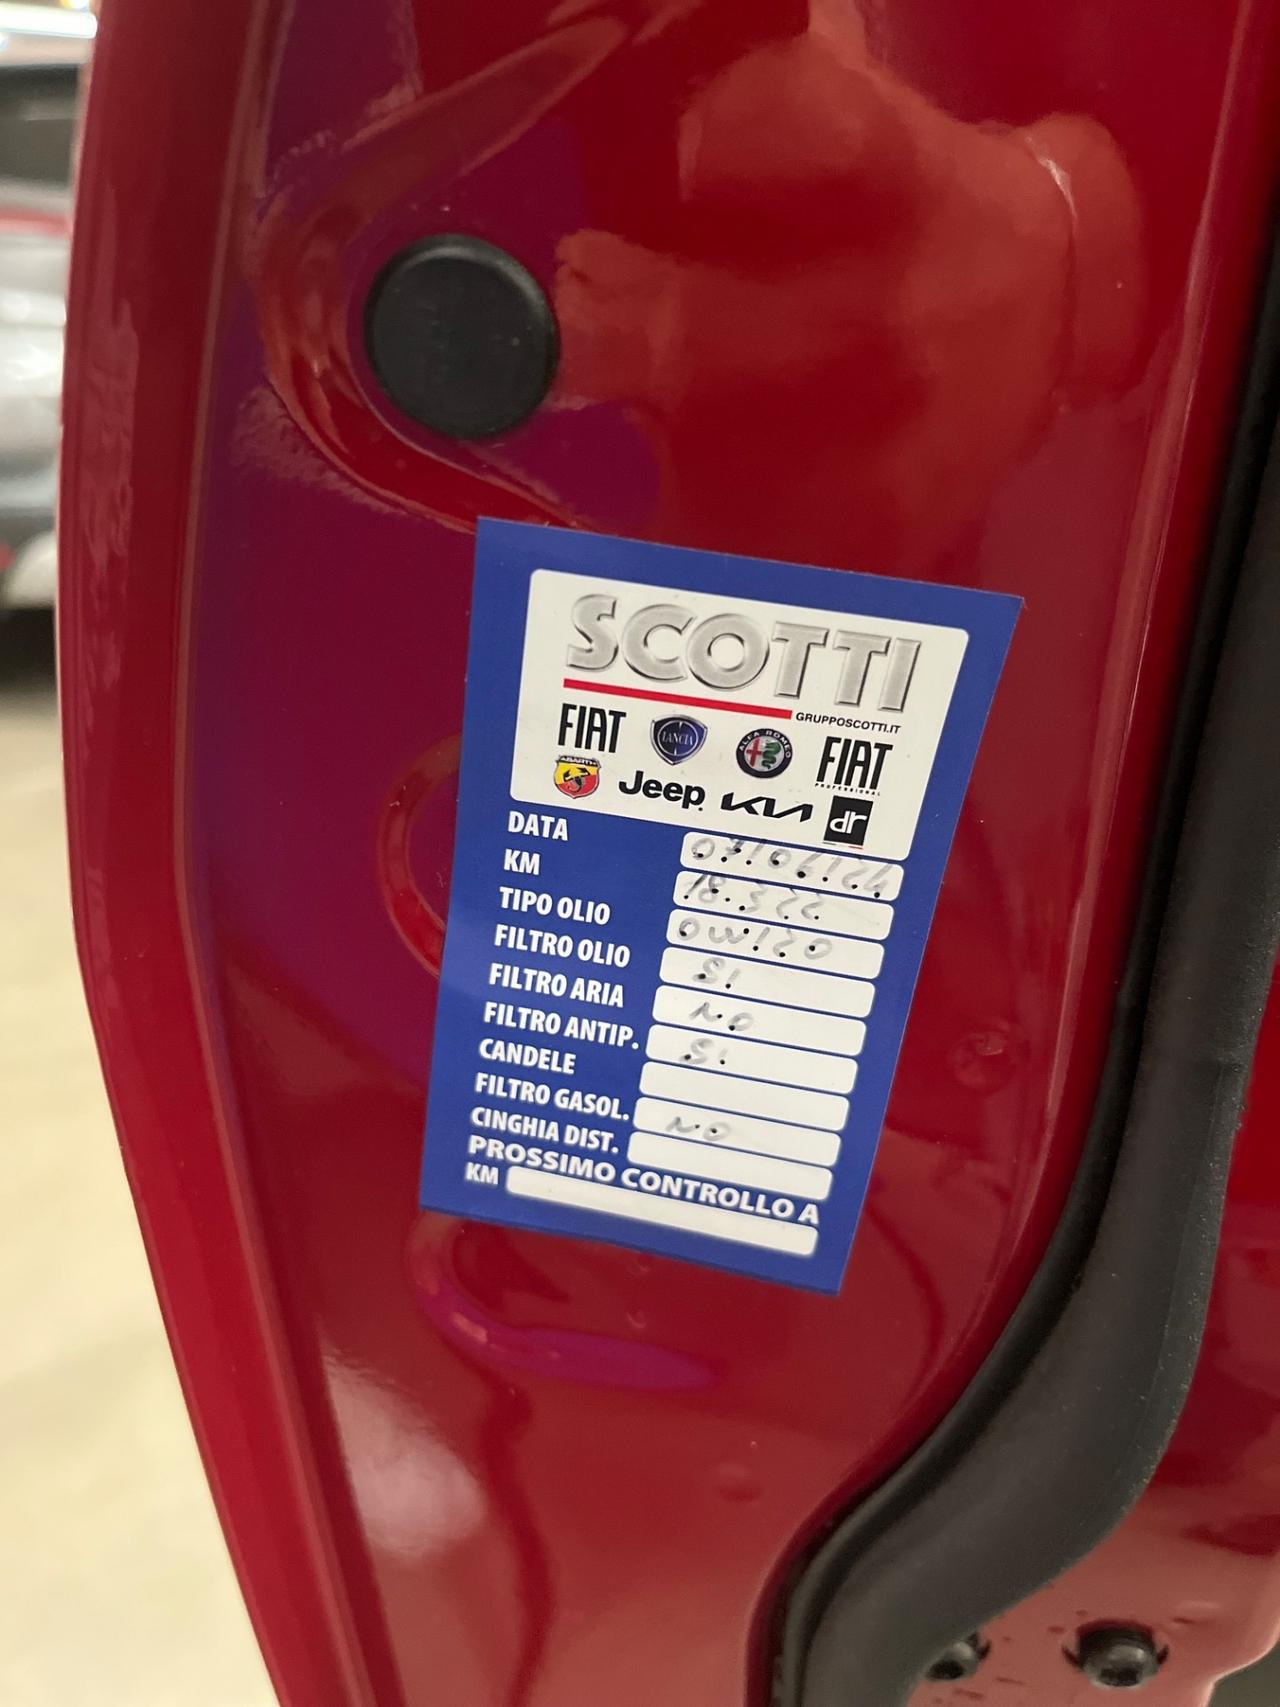 SCOTTI
GRUPPOSCOTTI.IT
FIAT LANCIA ALFA ROMEO FIAT
PROFESSIONAL
ABARTH Jeep KIA dr
DATA 07/06/24
KM 18.322
TIPO OLIO 0W/20
FILTRO OLIO SI
FILTRO ARIA NO
FILTRO ANTIP. SI
CANDELE
FILTRO GASOL. NO
CINGHIA DIST.
PROSSIMO CONTROLLO A
KM